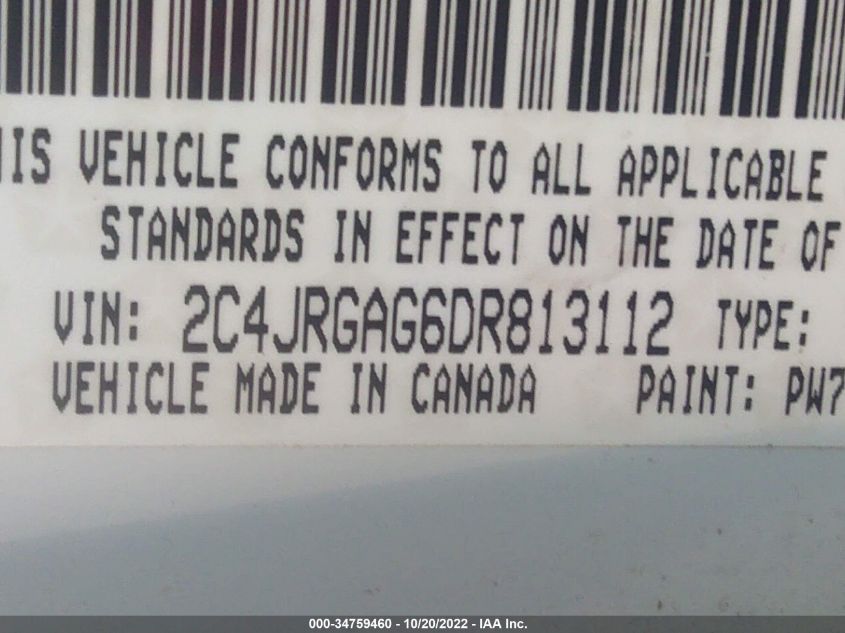 IS VEHICLE CONFORMS TO ALL APPLICABLE
STANDARDS IN EFFECT ON THE DATE OF
VIN: 2C4JRGAG6DR813112 TYPE:
VEHICLE MADE IN CANADA PAINT: PW7
000-34759460 - 10/20/2022 - IAA Inc.